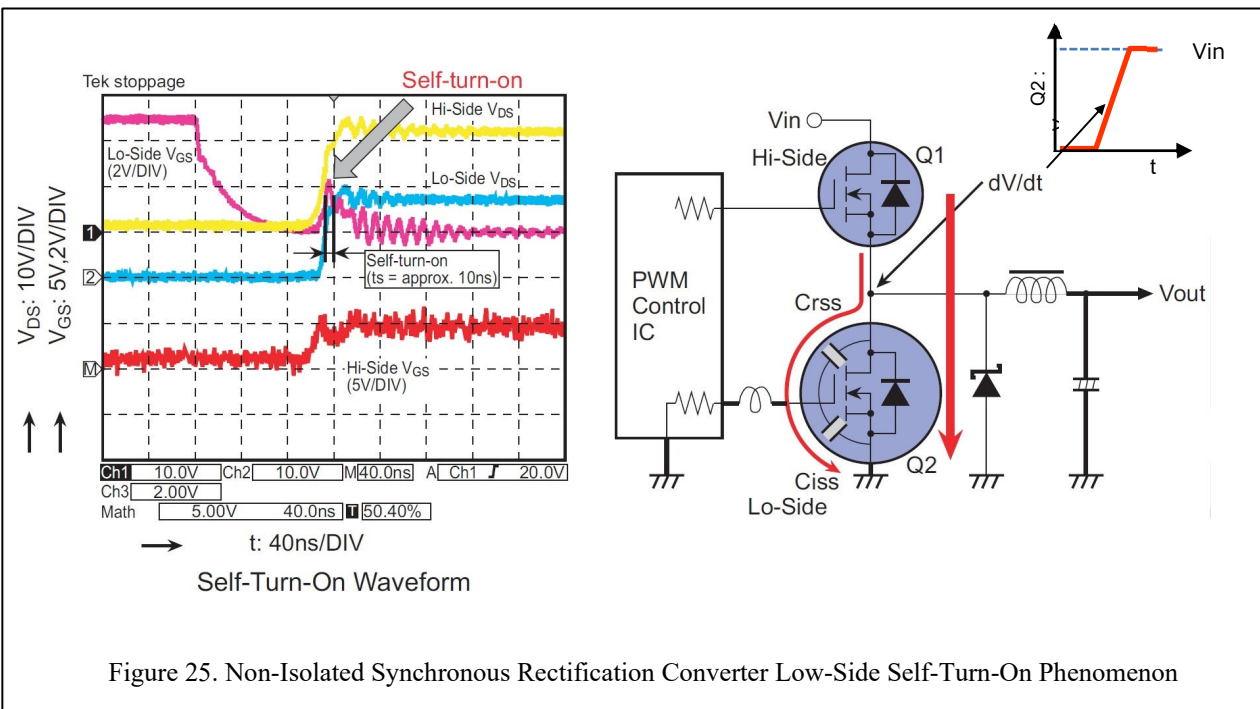 Tek stoppage
Self-turn-on
Hi-Side VDS
Lo-Side VGS
(2V/DIV)
Lo-Side VDS
1
Self-turn-on
(ts = approx. 10ns)
2
Hi-Side VGS
(5V/DIV)
M
VDS: 10V/DIV
VGS: 5V,2V/DIV
Ch1 10.0V Ch2 10.0V M 40.0ns A Ch1 20.0V
Ch3 2.00V
Math 5.00V 40.0ns T 50.40%
t: 40ns/DIV
Self-Turn-On Waveform
Vin
Hi-Side
Q1
dV/dt
PWM
Control
IC
Crss
Vout
Q2
Ciss
Lo-Side
Q2 :
Vin
t
Figure 25. Non-Isolated Synchronous Rectification Converter Low-Side Self-Turn-On Phenomenon